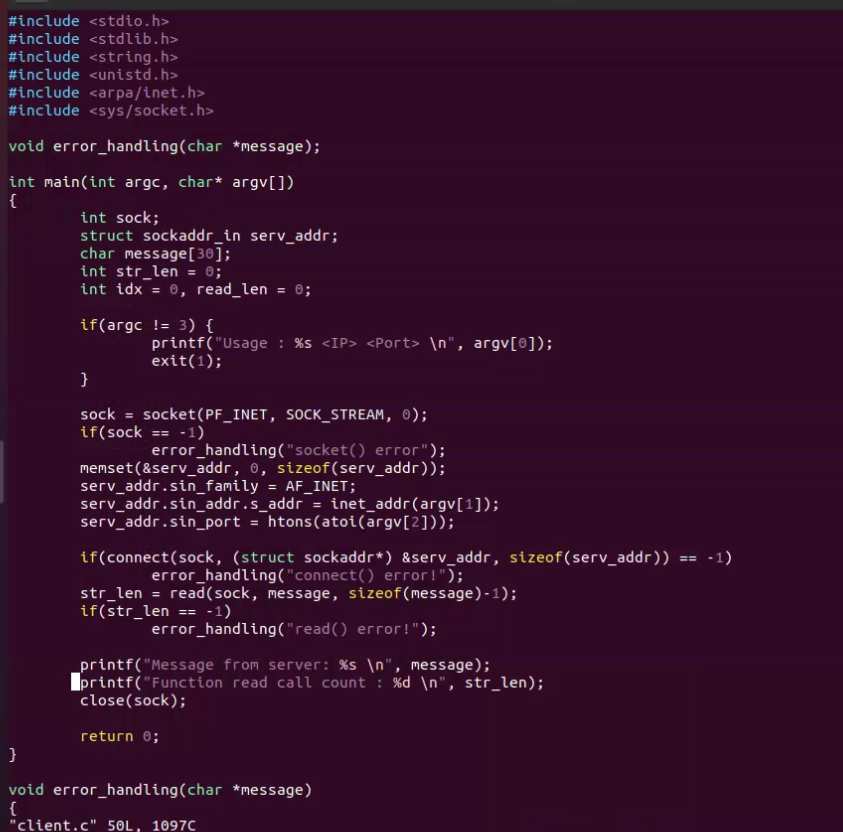 #include <stdio.h>
#include <stdlib.h>
#include <string.h>
#include <unistd.h>
#include <arpa/inet.h>
#include <sys/socket.h>

void error_handling(char *message);

int main(int argc, char* argv[])
{
        int sock;
        struct sockaddr_in serv_addr;
        char message[30];
        int str_len = 0;
        int idx = 0, read_len = 0;

        if(argc != 3) {
                printf("Usage : %s <IP> <Port> \n", argv[0]);
                exit(1);
        }

        sock = socket(PF_INET, SOCK_STREAM, 0);
        if(sock == -1)
                error_handling("socket() error");
        memset(&serv_addr, 0, sizeof(serv_addr));
        serv_addr.sin_family = AF_INET;
        serv_addr.sin_addr.s_addr = inet_addr(argv[1]);
        serv_addr.sin_port = htons(atoi(argv[2]));

        if(connect(sock, (struct sockaddr*) &serv_addr, sizeof(serv_addr)) == -1)
                error_handling("connect() error!");
        str_len = read(sock, message, sizeof(message)-1);
        if(str_len == -1)
                error_handling("read() error!");

        printf("Message from server: %s \n", message);
        printf("Function read call count : %d \n", str_len);
        close(sock);

        return 0;
}

void error_handling(char *message)
{
"client.c" 50L, 1097C